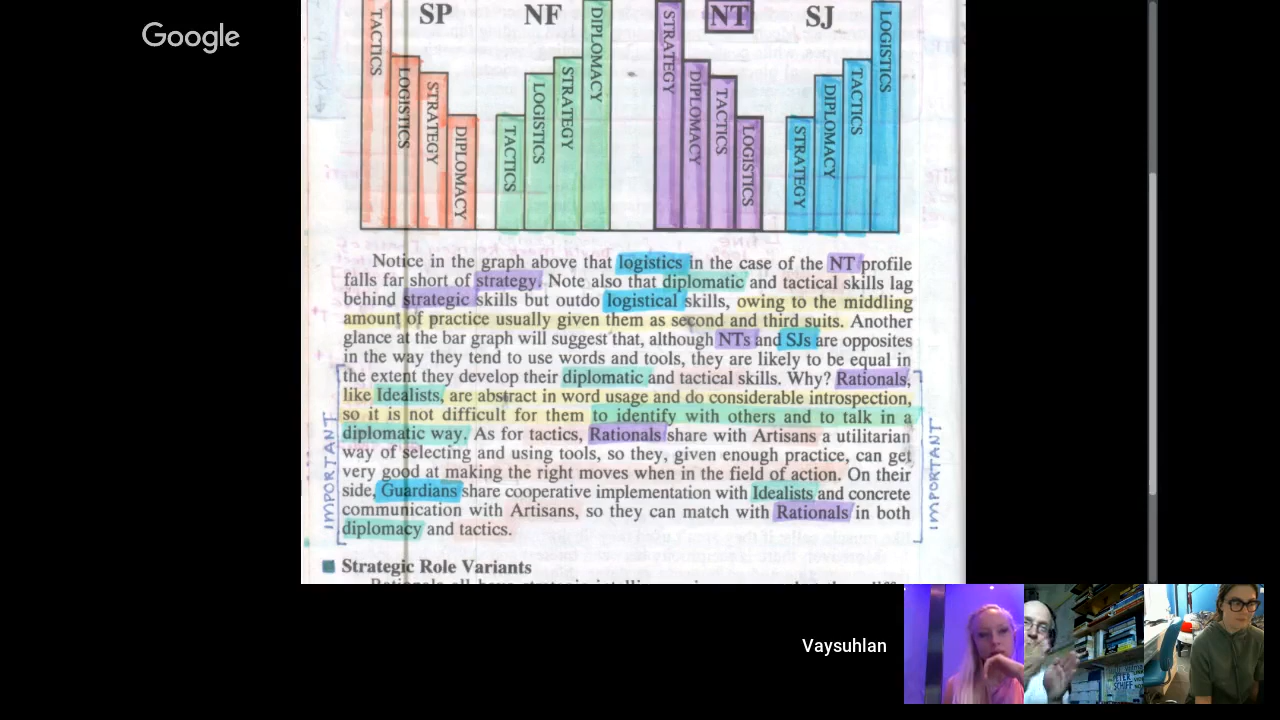 Google
SP NF NT SJ
TACTICS
LOGISTICS
STRATEGY
DIPLOMACY
TACTICS
LOGISTICS
STRATEGY
DIPLOMACY
STRATEGY
DIPLOMACY
TACTICS
LOGISTICS
STRATEGY
DIPLOMACY
TACTICS
LOGISTICS
Notice in the graph above that logistics in the case of the NT profile
falls far short of strategy. Note also that diplomatic and tactical skills lag
behind strategic skills but outdo logistical skills, owing to the middling
amount of practice usually given them as second and third suits. Another
glance at the bar graph will suggest that, although NTs and SJs are opposites
in the way they tend to use words and tools, they are likely to be equal in
the extent they develop their diplomatic and tactical skills. Why? Rationals,
like Idealists, are abstract in word usage and do considerable introspection,
so it is not difficult for them to identify with others and to talk in a
diplomatic way. As for tactics, Rationals share with Artisans a utilitarian
way of selecting and using tools, so they, given enough practice, can get
very good at making the right moves when in the field of action. On their
side, Guardians share cooperative implementation with Idealists and concrete
communication with Artisans, so they can match with Rationals in both
diplomacy and tactics.
IMPORTANT
IMPORTANT
Strategic Role Variants
Vaysuhlan
PETER
SCHIFF